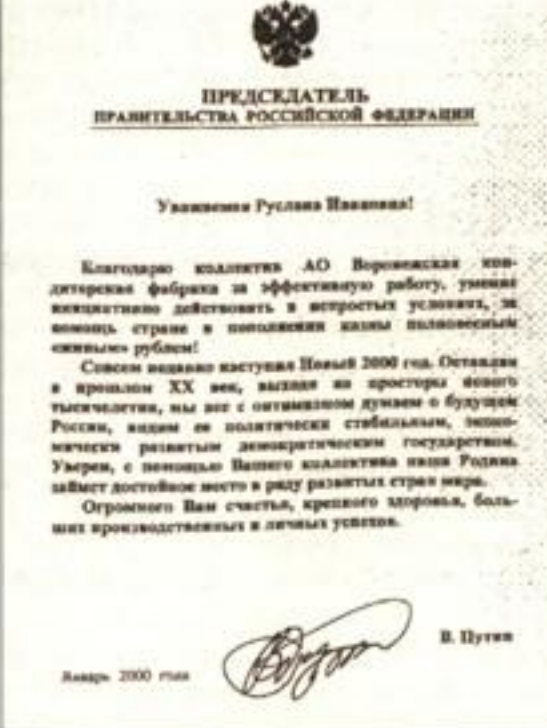 ПРЕДСЕДАТЕЛЬ
ПРАВИТЕЛЬСТВА РОССИЙСКОЙ ФЕДЕРАЦИИ
Уважаемая Руслана Ивановна!
Благодарю коллектив АО Воронежская кон-
дитерская фабрика за эффективную работу, умение
инициативно действовать в непростых условиях, за
помощь стране в пополнении казны полновесным
«живым» рублем!
Совсем недавно наступил Новый 2000 год. Оставляя
в прошлом XX век, выходя на просторы нового
тысячелетия, мы все с оптимизмом думаем о будущем
России, видим ее политически стабильным, эконо-
мически развитым демократическим государством.
Уверен, с помощью Вашего коллектива наша Родина
займет достойное место в ряду развитых стран мира.
Огромного Вам счастья, крепкого здоровья, боль-
ших производственных и личных успехов.
В. Путин
Январь 2000 года